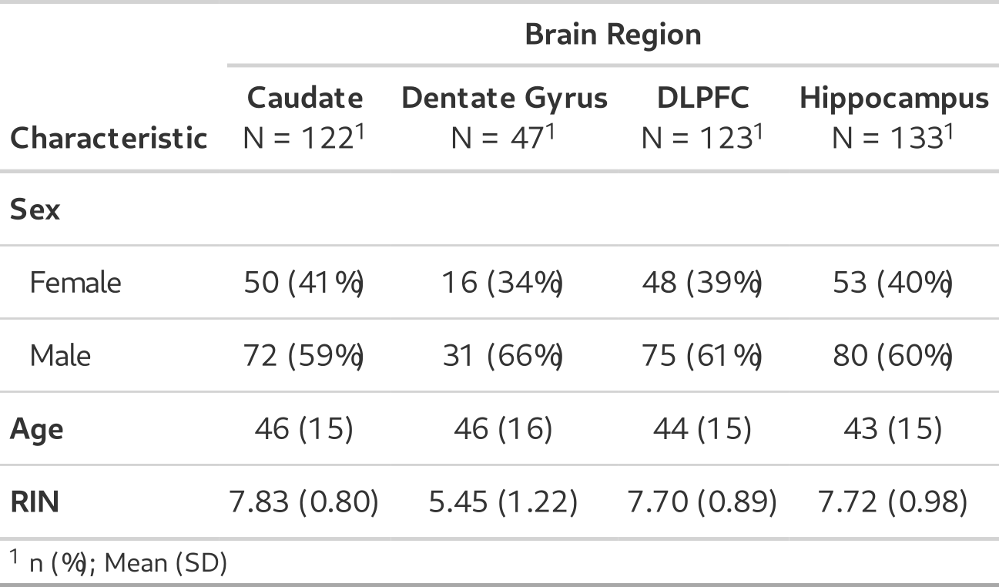 Brain Region
Caudate Dentate Gyrus DLPFC Hippocampus
Characteristic N = 122¹ N = 47¹ N = 123¹ N = 133¹
Sex
Female 50 (41%) 16 (34%) 48 (39%) 53 (40%)
Male 72 (59%) 31 (66%) 75 (61%) 80 (60%)
Age 46 (15) 46 (16) 44 (15) 43 (15)
RIN 7.83 (0.80) 5.45 (1.22) 7.70 (0.89) 7.72 (0.98)
¹ n (%); Mean (SD)